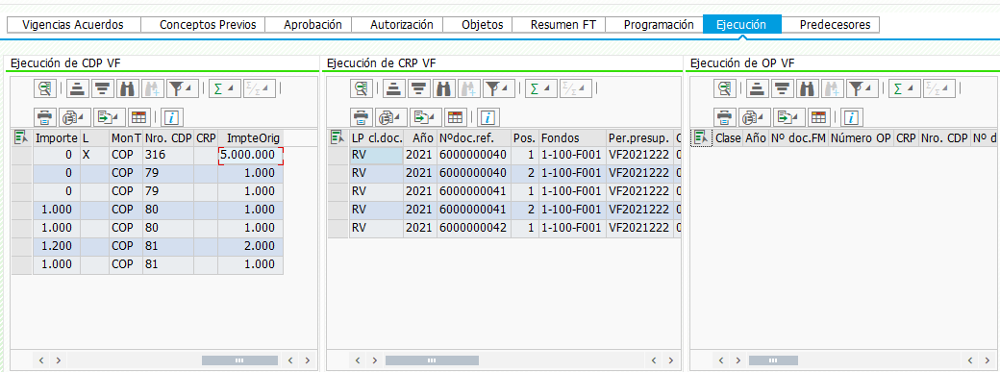 Vigencias Acuerdos Conceptos Previos Aprobación Autorización Objetos Resumen FT Programación Ejecución Predecesores
Ejecución de CDP VF
Importe L MonT Nro. CDP CRP ImpteOrig
0 X COP 316 5.000.000
0 COP 79 1.000
0 COP 79 1.000
1.000 COP 80 1.000
1.000 COP 80 1.000
1.200 COP 81 2.000
1.000 COP 81 1.000
Ejecución de CRP VF
LP cl.doc. Año Nºdoc.ref. Pos. Fondos Per.presup.
RV 2021 6000000040 1 1-100-F001 VF2021222
RV 2021 6000000040 2 1-100-F001 VF2021222
RV 2021 6000000041 1 1-100-F001 VF2021222
RV 2021 6000000041 2 1-100-F001 VF2021222
RV 2021 6000000042 1 1-100-F001 VF2021222
Ejecución de OP VF
Clase Año Nº doc.FM Número OP CRP Nro. CDP Nº d